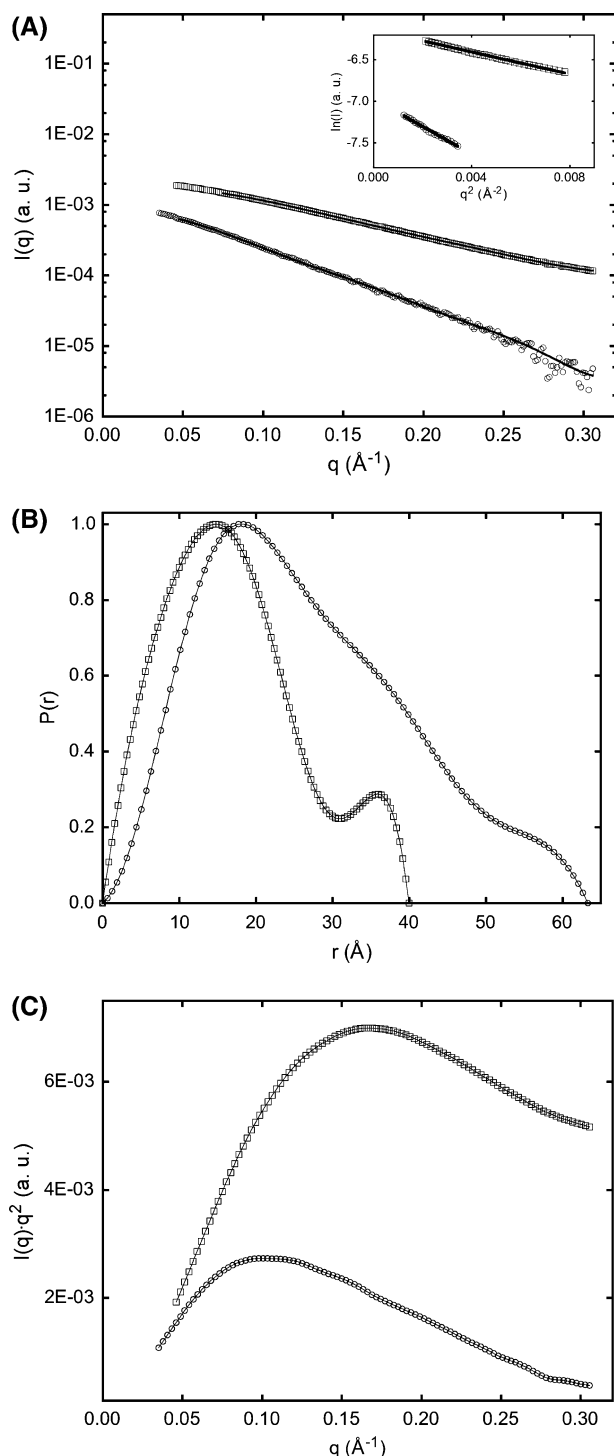 (A)
1E-01
1E-02
1E-03
1E-04
1E-05
1E-06
I(q) (a. u.)
0.00 0.05 0.10 0.15 0.20 0.25 0.30
q (Å⁻¹)
-6.5
-7.0
-7.5
ln(I) (a. u.)
0.000 0.004 0.008
q² (Å⁻²)
(B)
1.0
0.8
0.6
0.4
0.2
0.0
P(r)
0 10 20 30 40 50 60
r (Å)
(C)
6E-03
4E-03
2E-03
I(q)·q² (a. u.)
0.00 0.05 0.10 0.15 0.20 0.25 0.30
q (Å⁻¹)